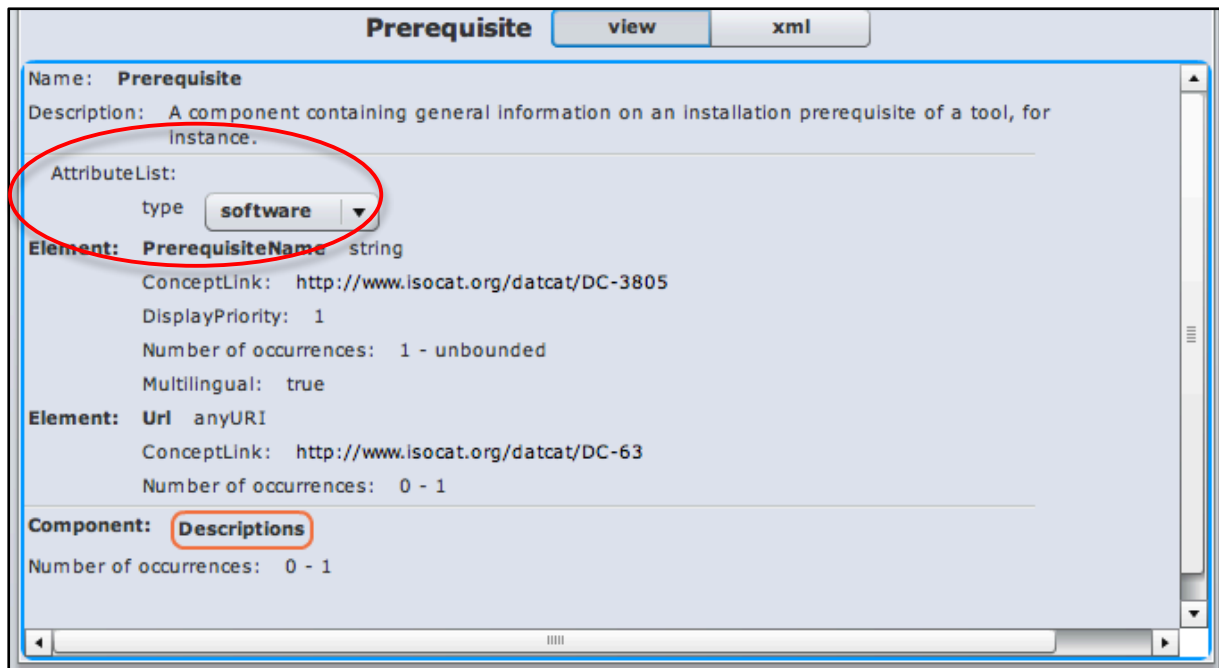 Prerequisite view xml
Name: Prerequisite
Description: A component containing general information on an installation prerequisite of a tool, for
instance.
AttributeList:
type software
Element: PrerequisiteName string
ConceptLink: http://www.isocat.org/datcat/DC-3805
DisplayPriority: 1
Number of occurrences: 1 - unbounded
Multilingual: true
Element: Url anyURI
ConceptLink: http://www.isocat.org/datcat/DC-63
Number of occurrences: 0 - 1
Component: Descriptions
Number of occurrences: 0 - 1